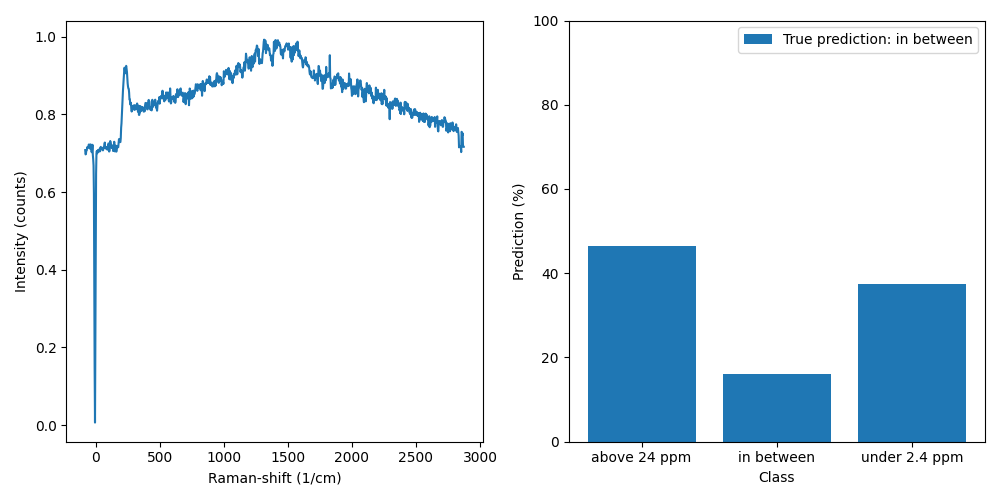 1.0
0.8
0.6
0.4
0.2
0.0
Intensity (counts)
0 500 1000 1500 2000 2500 3000
Raman-shift (1/cm)
100
80
60
40
20
0
Prediction (%)
True prediction: in between
above 24 ppm in between under 2.4 ppm
Class